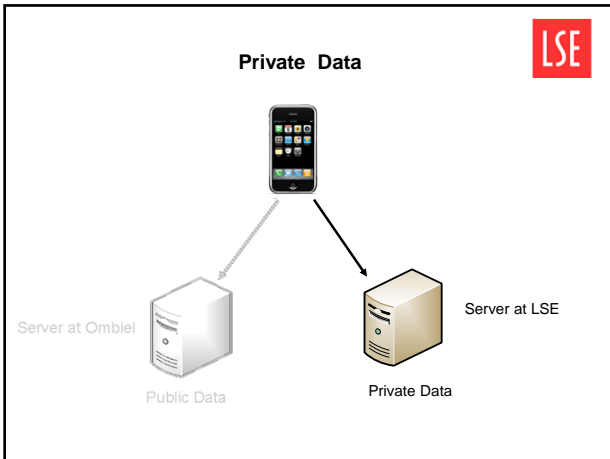 Private Data
LSE
Server at Ombiel
Public Data
Server at LSE
Private Data